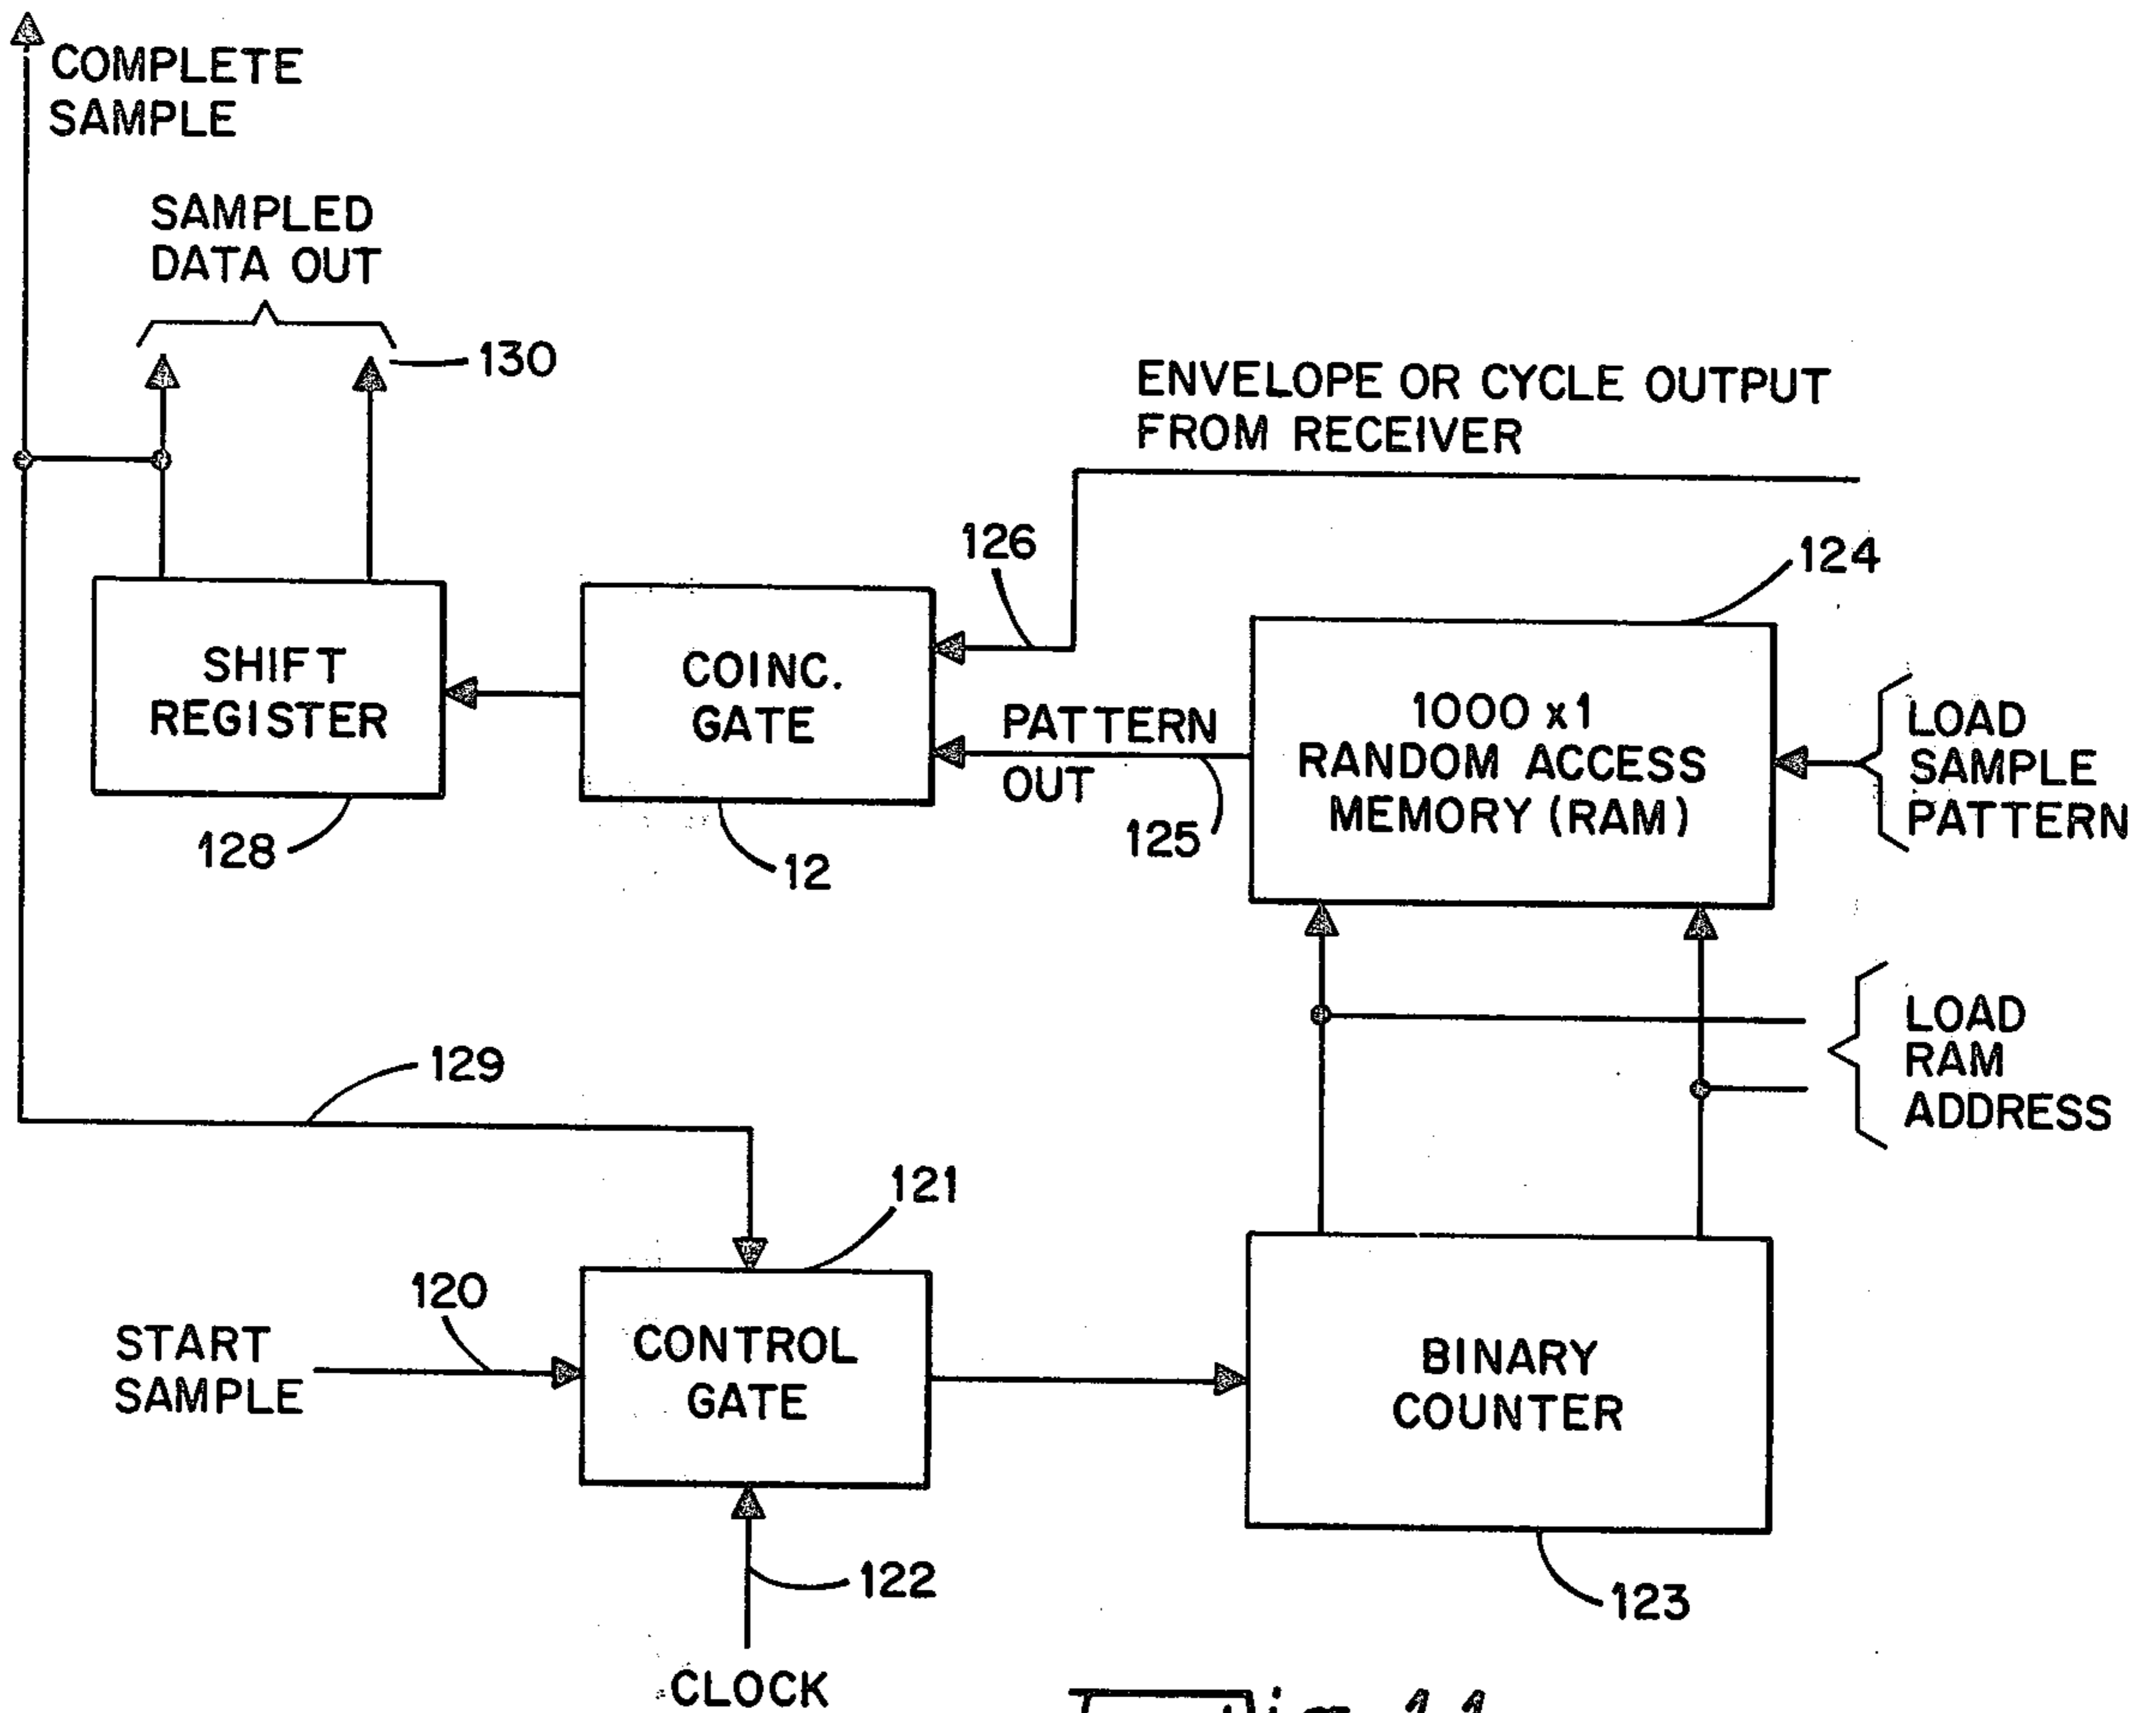 COMPLETE
SAMPLE
SAMPLED
DATA OUT
130
ENVELOPE OR CYCLE OUTPUT
FROM RECEIVER
126
124
SHIFT
REGISTER
COINC.
GATE
PATTERN
OUT
1000 x 1
RANDOM ACCESS
MEMORY (RAM)
LOAD
SAMPLE
PATTERN
128
12
125
LOAD
RAM
ADDRESS
129
121
120
START
SAMPLE
CONTROL
GATE
BINARY
COUNTER
122
123
CLOCK